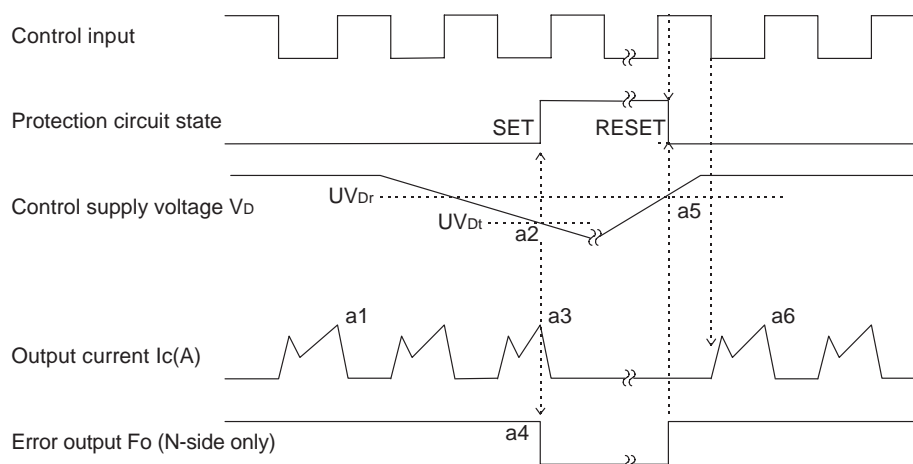 Control input
Protection circuit state
SET
RESET
Control supply voltage VD
UVDr
UVDt
a2
a5
a1
a3
a6
Output current Ic(A)
a4
Error output Fo (N-side only)